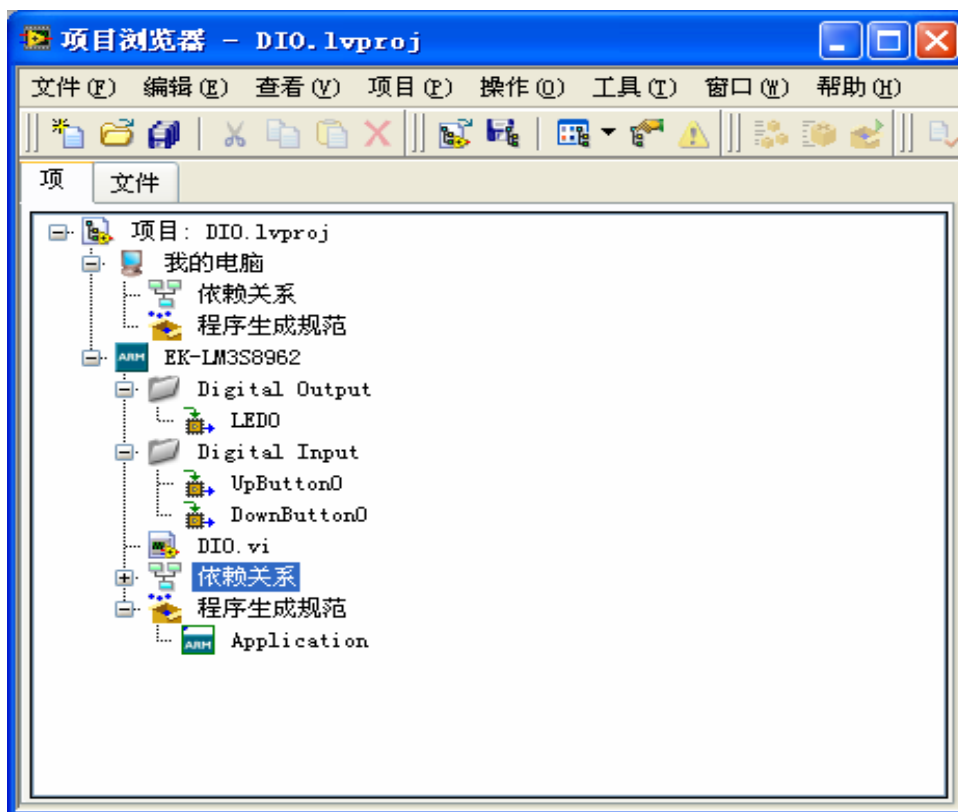 项目浏览器 - DIO.lvproj
文件(F) 编辑(E) 查看(V) 项目(P) 操作(O) 工具(T) 窗口(W) 帮助(H)
项 文件
项目: DIO.lvproj
我的电脑
依赖关系
程序生成规范
ARM EK-LM3S8962
Digital Output
LED0
Digital Input
UpButton0
DownButton0
DIO.vi
依赖关系
程序生成规范
ARM Application